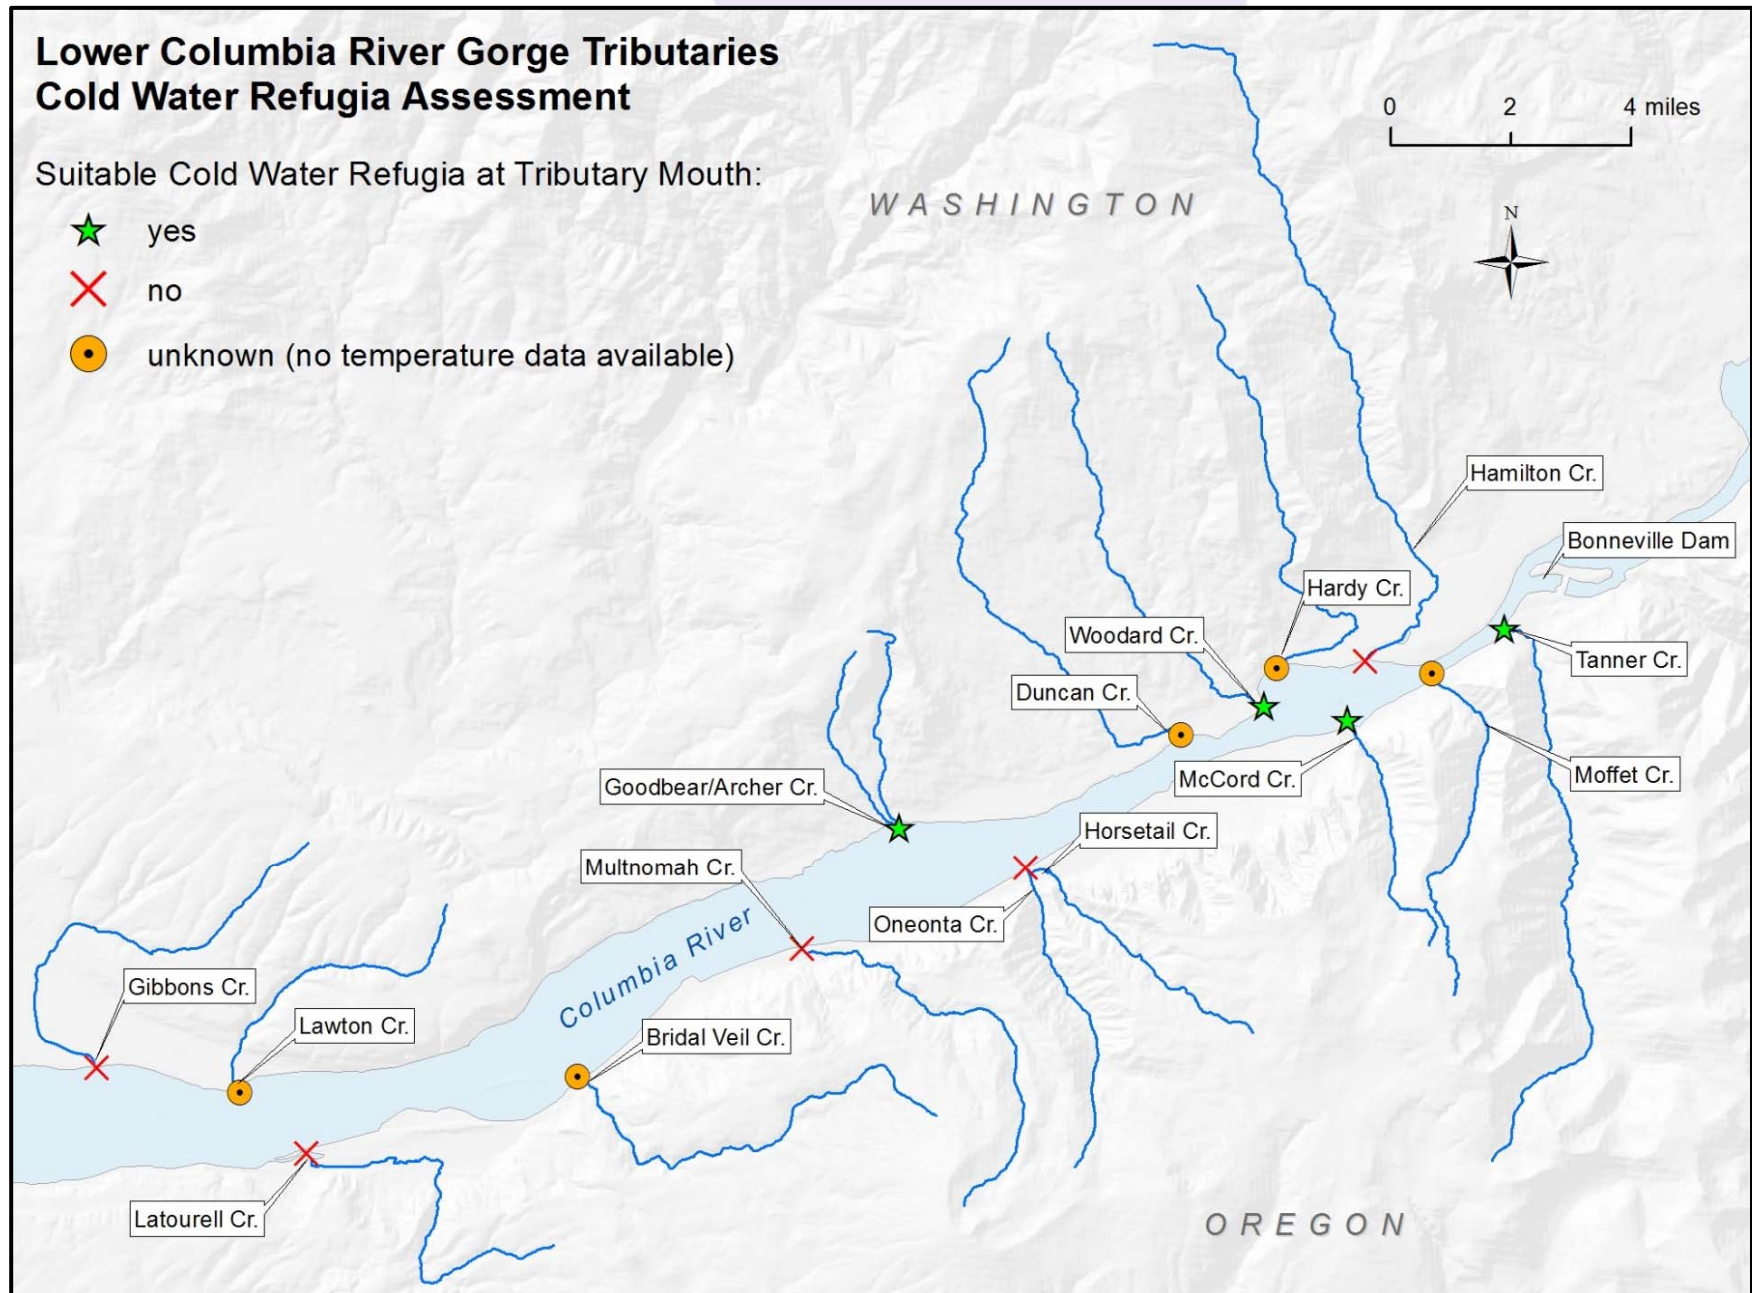 Lower Columbia River Gorge Tributaries
Cold Water Refugia Assessment
Suitable Cold Water Refugia at Tributary Mouth:
yes
no
unknown (no temperature data available)
0 2 4 miles
WASHINGTON
N
Hamilton Cr.
Bonneville Dam
Hardy Cr.
Woodard Cr.
Tanner Cr.
Duncan Cr.
McCord Cr.
Moffet Cr.
Goodbear/Archer Cr.
Horsetail Cr.
Multnomah Cr.
Oneonta Cr.
Columbia River
Gibbons Cr.
Lawton Cr.
Bridal Veil Cr.
Latourell Cr.
OREGON